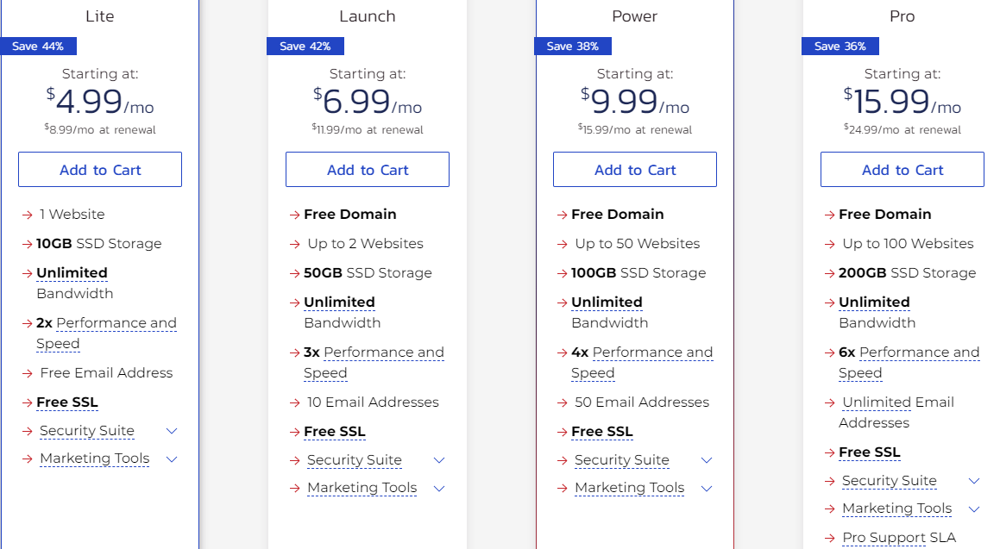 Lite
Save 44%
Starting at:
$4.99/mo
$8.99/mo at renewal
Add to Cart
1 Website
10GB SSD Storage
Unlimited
Bandwidth
2x Performance and
Speed
Free Email Address
Free SSL
Security Suite
Marketing Tools
Launch
Save 42%
Starting at:
$6.99/mo
$11.99/mo at renewal
Add to Cart
Free Domain
Up to 2 Websites
50GB SSD Storage
Unlimited
Bandwidth
3x Performance and
Speed
10 Email Addresses
Free SSL
Security Suite
Marketing Tools
Power
Save 38%
Starting at:
$9.99/mo
$15.99/mo at renewal
Add to Cart
Free Domain
Up to 50 Websites
100GB SSD Storage
Unlimited
Bandwidth
4x Performance and
Speed
50 Email Addresses
Free SSL
Security Suite
Marketing Tools
Pro
Save 36%
Starting at:
$15.99/mo
$24.99/mo at renewal
Add to Cart
Free Domain
Up to 100 Websites
200GB SSD Storage
Unlimited
Bandwidth
6x Performance and
Speed
Unlimited Email
Addresses
Free SSL
Security Suite
Marketing Tools
Pro Support SLA